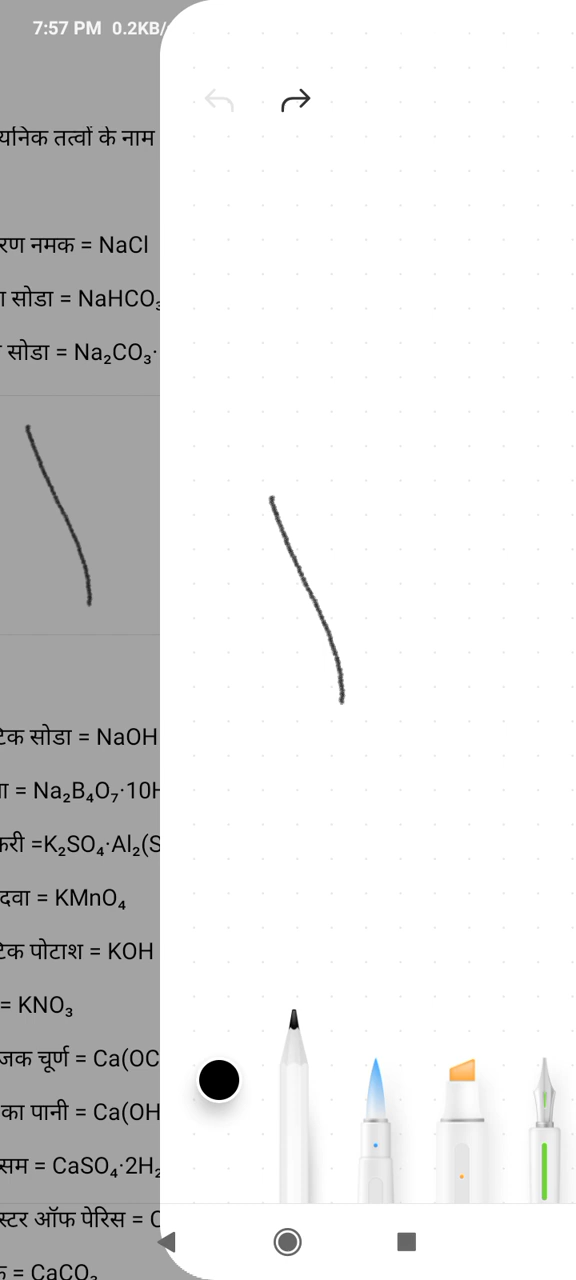 7:57 PM 0.2KB/
यनिक तत्वों के नाम
रण नमक = NaCl
सोडा = NaHCO₃
सोडा = Na₂CO₃·
टिक सोडा = NaOH
= Na₂B₄O₇·10H
करी =K₂SO₄·Al₂(S
दवा = KMnO₄
टिक पोटाश = KOH
= KNO₃
जक चूर्ण = Ca(OC
का पानी = Ca(OH
सम = CaSO₄·2H₂
स्टर ऑफ पेरिस = C
= CaCO₃